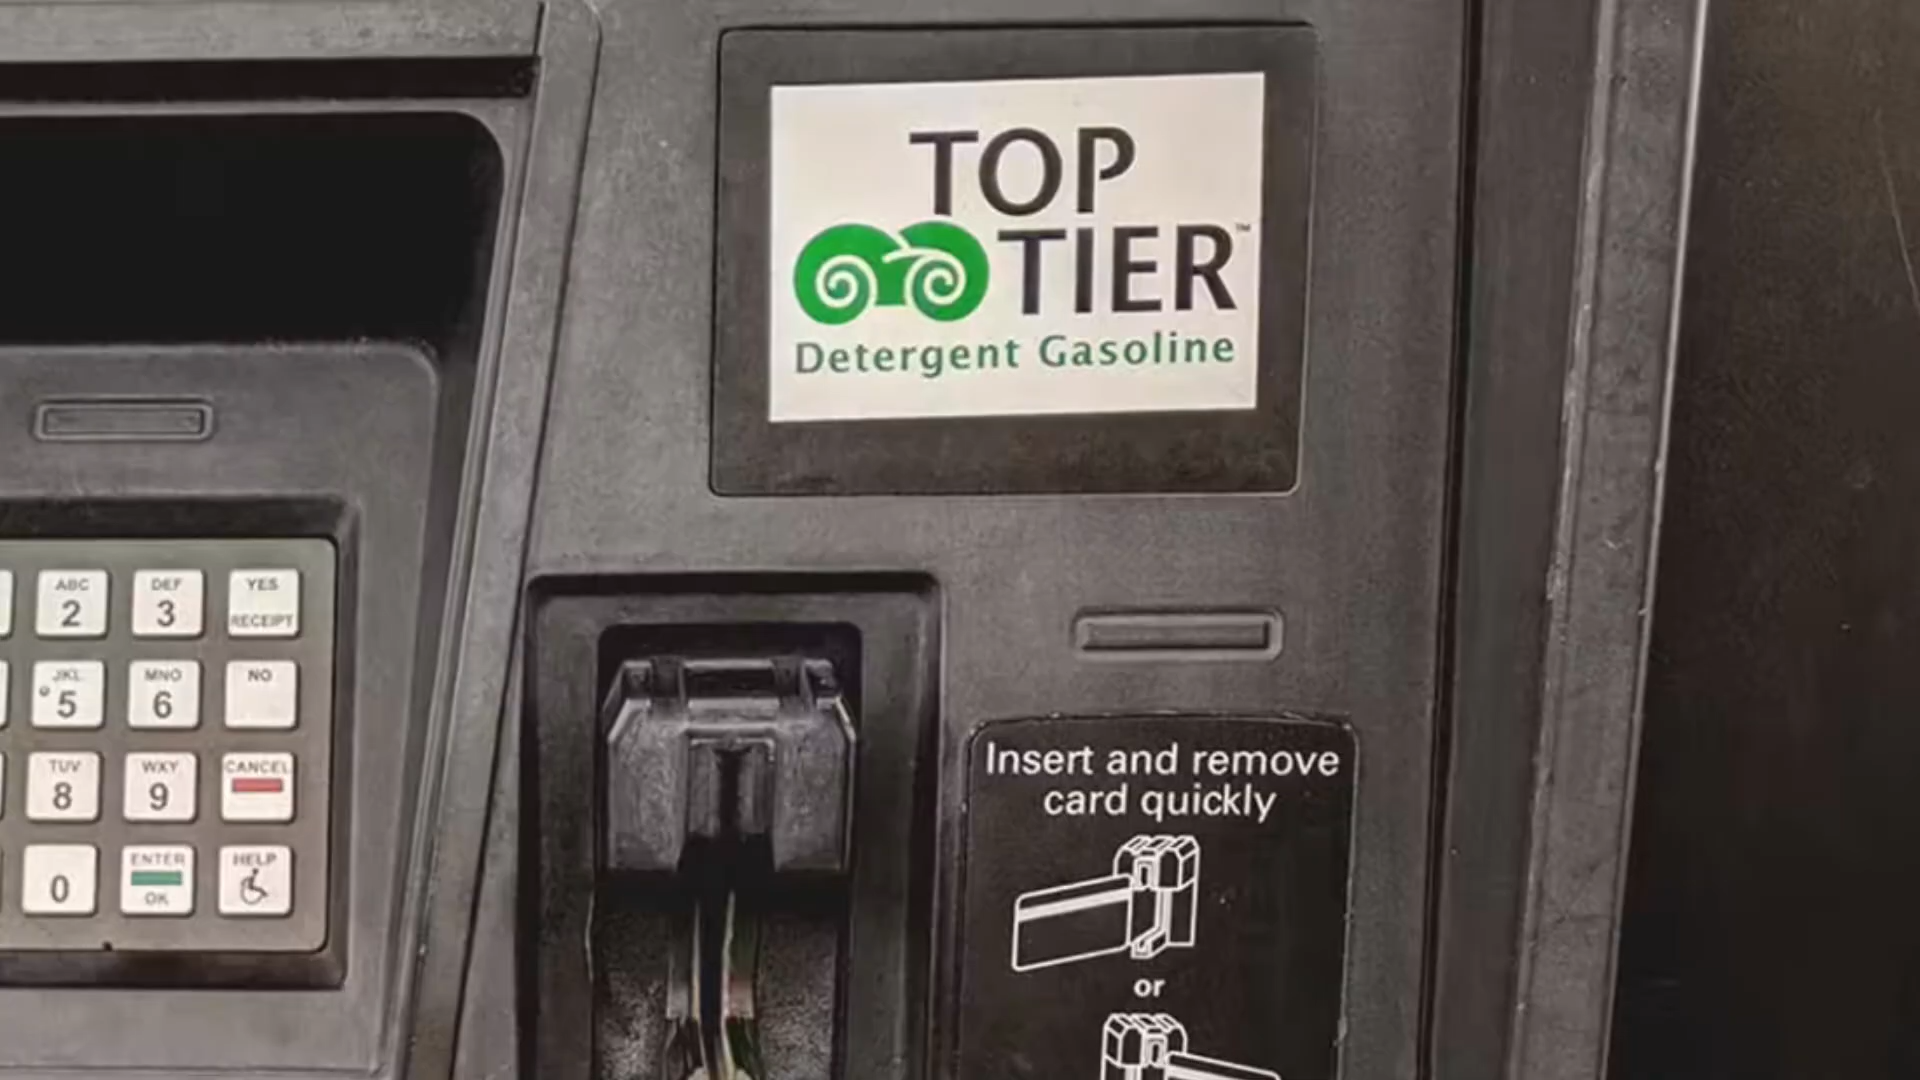 TOP
TIER™
Detergent Gasoline
ABC
2
DEF
3
YES
RECEIPT
JKL
5
MNO
6
NO
TUV
8
WXY
9
CANCEL
0
ENTER
OK
HELP
Insert and remove
card quickly
or